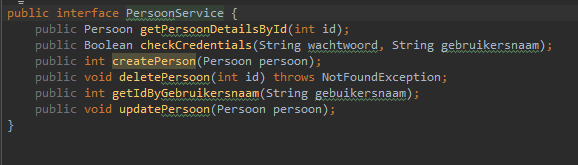 public interface PersoonService {
public Persoon getPersoonDetailsById(int id);
public Boolean checkCredentials(String wachtwoord, String gebruikersnaam);
public int createPerson(Persoon persoon);
public void deletePersoon(int id) throws NotFoundException;
public int getIdByGebruikersnaam(String gebuikersnaam);
public void updatePersoon(Persoon persoon);
}